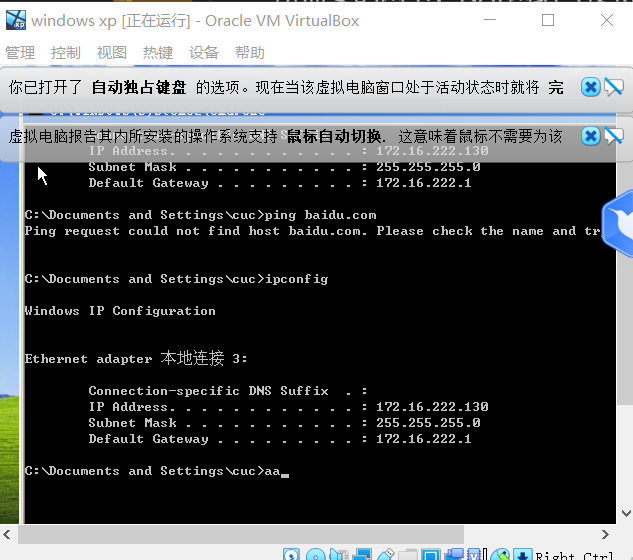 windows xp [正在运行] - Oracle VM VirtualBox
管理 控制 视图 热键 设备 帮助
你已打开了 自动独占键盘 的选项。现在当该虚拟电脑窗口处于活动状态时就将 完
虚拟电脑报告其内所安装的操作系统支持 鼠标自动切换. 这意味着鼠标不需要为该
IP Address. . . . . . . . . . . . : 172.16.222.130
Subnet Mask . . . . . . . . . . . : 255.255.255.0
Default Gateway . . . . . . . . . : 172.16.222.1
C:\Documents and Settings\cuc>ping baidu.com
Ping request could not find host baidu.com. Please check the name and tr
C:\Documents and Settings\cuc>ipconfig
Windows IP Configuration
Ethernet adapter 本地连接 3:
Connection-specific DNS Suffix  . :
IP Address. . . . . . . . . . . . : 172.16.222.130
Subnet Mask . . . . . . . . . . . : 255.255.255.0
Default Gateway . . . . . . . . . : 172.16.222.1
C:\Documents and Settings\cuc>aa_
Right Ctrl